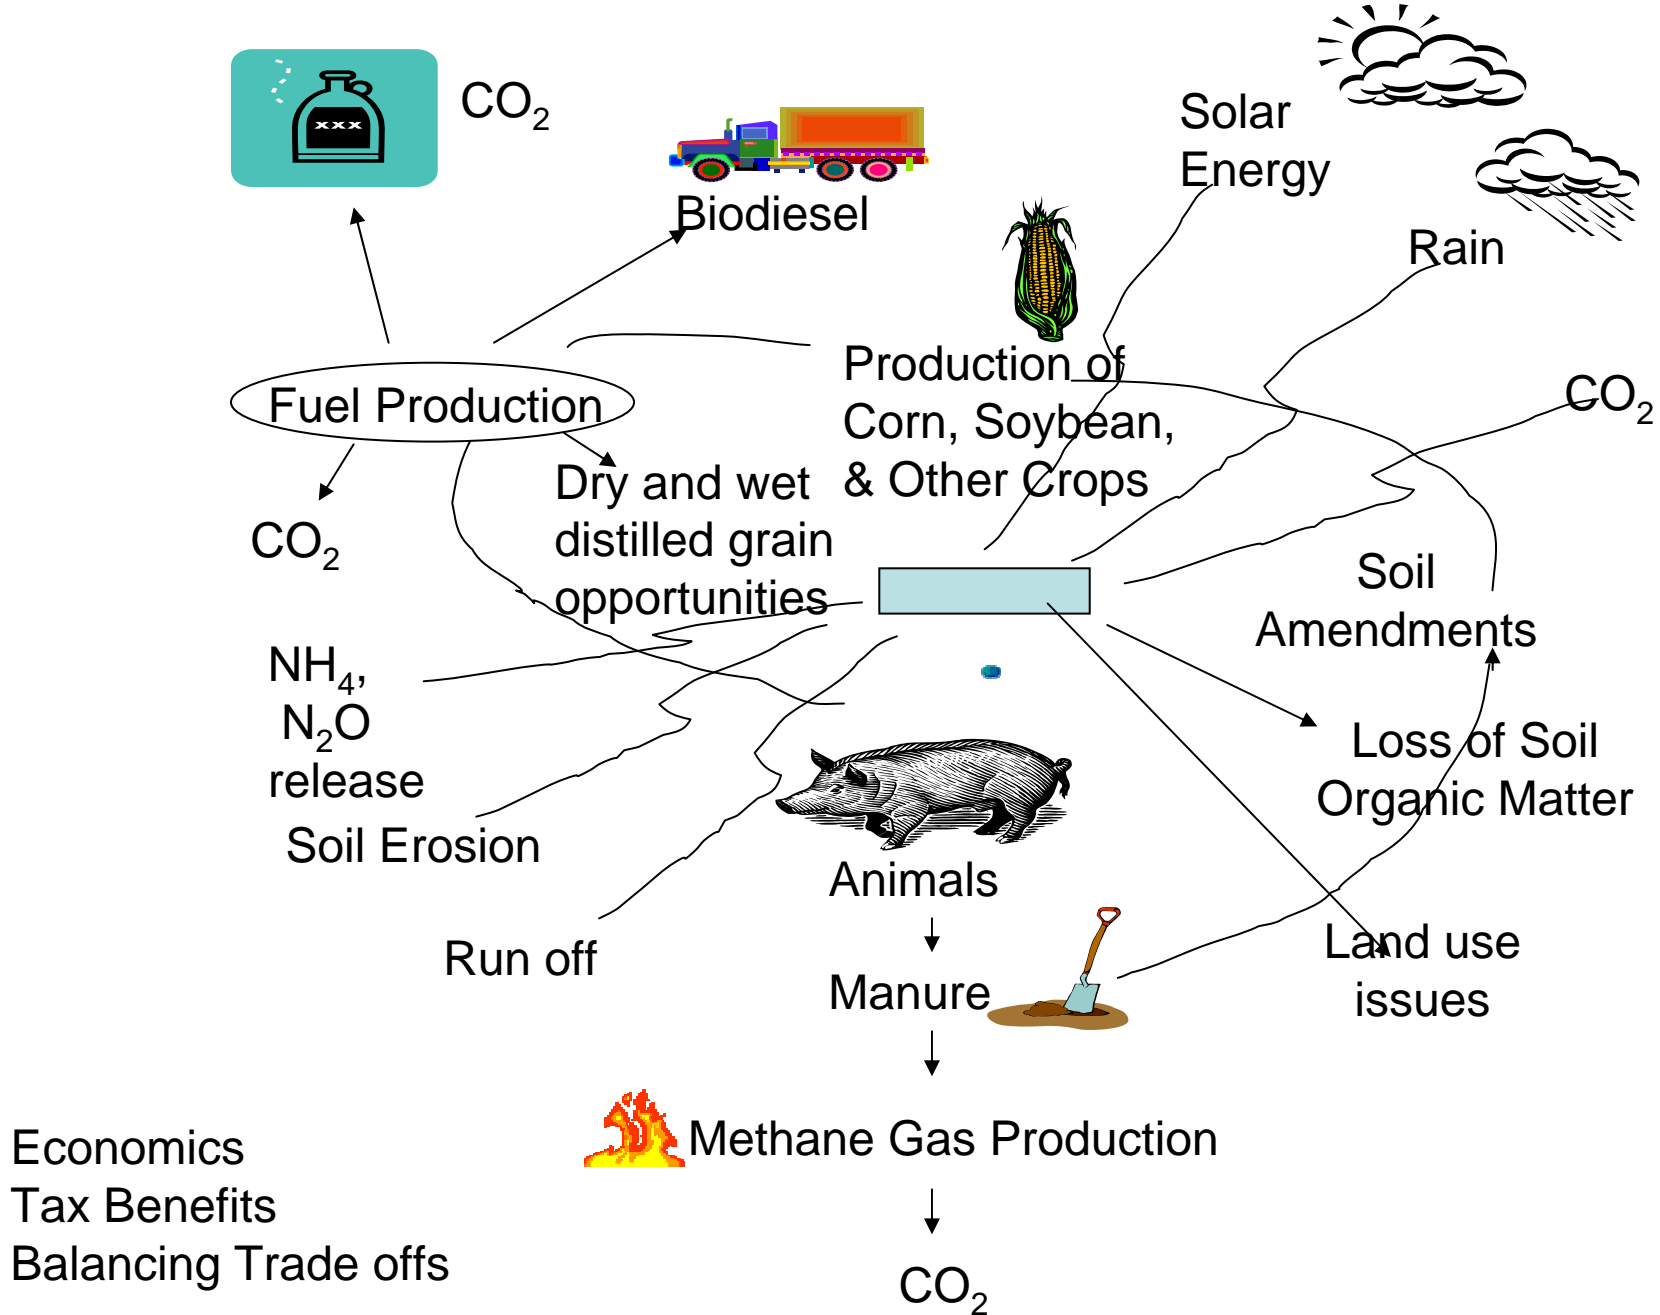 xxx
CO₂
Biodiesel
Solar
Energy
Rain
Fuel Production
Production of
Corn, Soybean,
& Other Crops
CO₂
CO₂
Dry and wet
distilled grain
opportunities
Soil
Amendments
NH₄,
N₂O
release
Soil Erosion
Loss of Soil
Organic Matter
Animals
Run off
Manure
Land use
issues
Methane Gas Production
Economics
Tax Benefits
Balancing Trade offs
CO₂